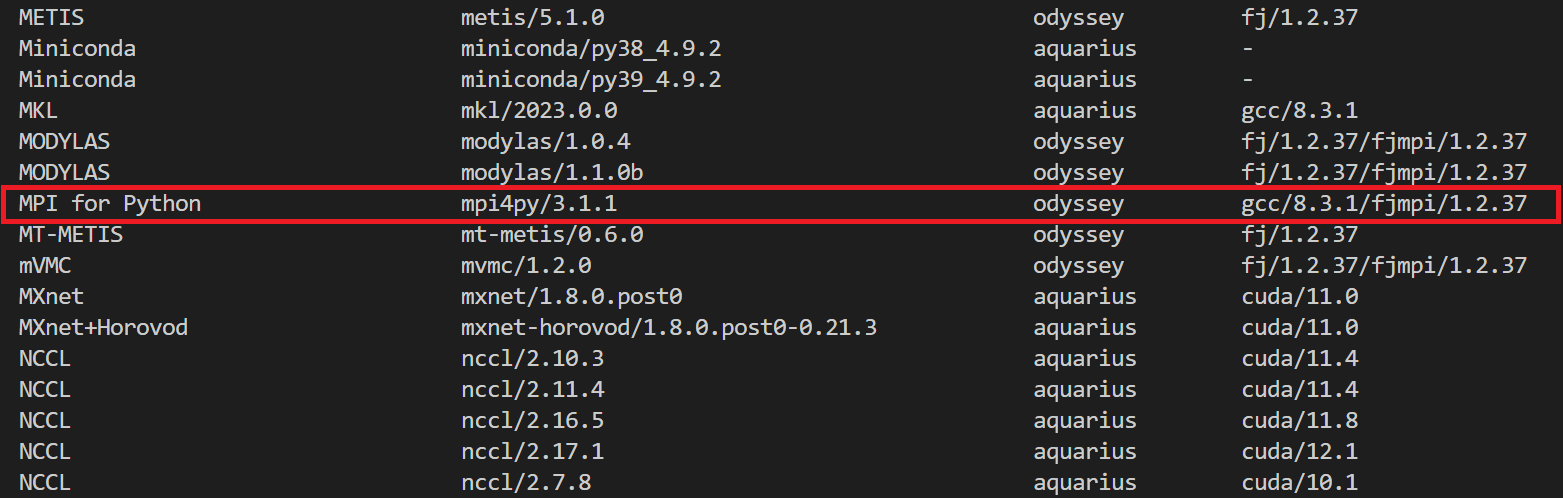 METIS metis/5.1.0 odyssey fj/1.2.37
Miniconda miniconda/py38_4.9.2 aquarius -
Miniconda miniconda/py39_4.9.2 aquarius -
MKL mkl/2023.0.0 aquarius gcc/8.3.1
MODYLAS modylas/1.0.4 odyssey fj/1.2.37/fjmpi/1.2.37
MODYLAS modylas/1.1.0b odyssey fj/1.2.37/fjmpi/1.2.37
MPI for Python mpi4py/3.1.1 odyssey gcc/8.3.1/fjmpi/1.2.37
MT-METIS mt-metis/0.6.0 odyssey fj/1.2.37
mVMC mvmc/1.2.0 odyssey fj/1.2.37/fjmpi/1.2.37
MXnet mxnet/1.8.0.post0 aquarius cuda/11.0
MXnet+Horovod mxnet-horovod/1.8.0.post0-0.21.3 aquarius cuda/11.0
NCCL nccl/2.10.3 aquarius cuda/11.4
NCCL nccl/2.11.4 aquarius cuda/11.4
NCCL nccl/2.16.5 aquarius cuda/11.8
NCCL nccl/2.17.1 aquarius cuda/12.1
NCCL nccl/2.7.8 aquarius cuda/10.1